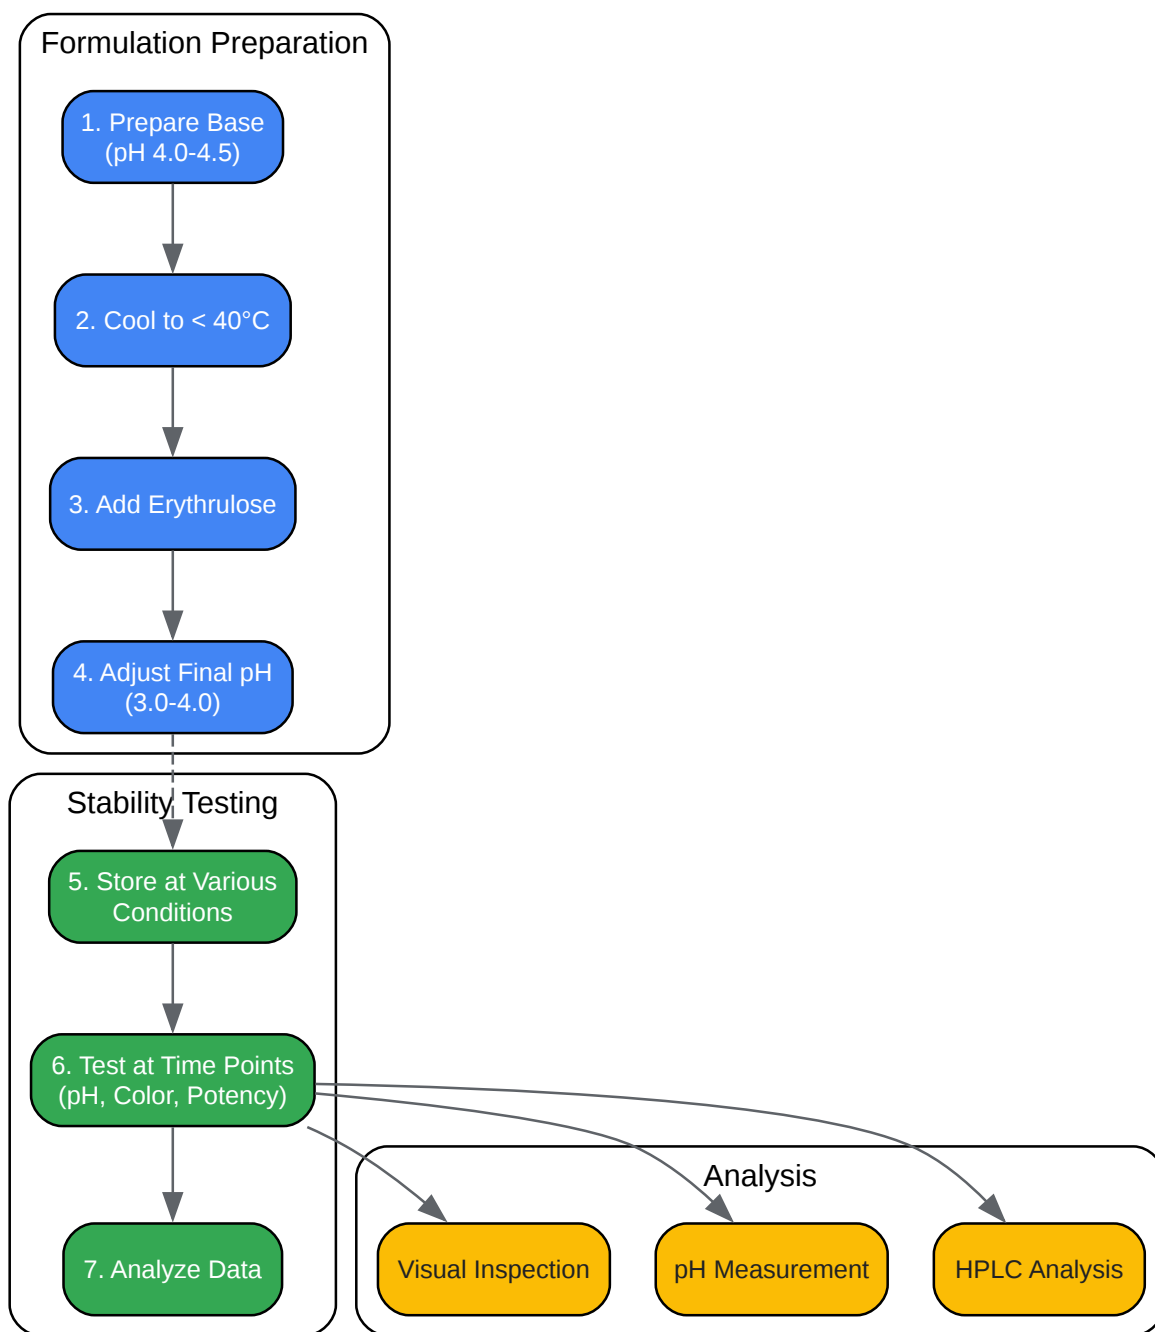 Formulation Preparation
1. Prepare Base
(pH 4.0-4.5)
2. Cool to < 40°C
3. Add Erythrulose
4. Adjust Final pH
(3.0-4.0)
Stability Testing
5. Store at Various
Conditions
6. Test at Time Points
(pH, Color, Potency)
7. Analyze Data
Analysis
Visual Inspection
pH Measurement
HPLC Analysis